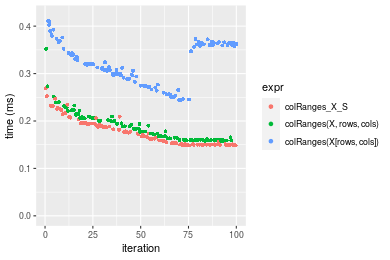 0.4
0.3
0.2
0.1
0.0
time (ms)
0
25
50
75
100
iteration
expr
colRanges_X_S
colRanges(X, rows, cols)
colRanges(X[rows, cols])